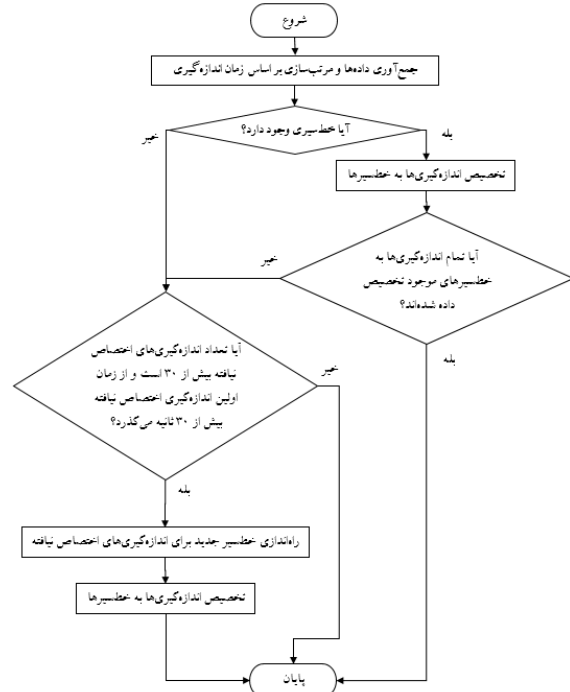 شروع
جمع‌آوری داده‌ها و مرتب‌سازی بر اساس زمان اندازه‌گیری
آیا خط‌سیری وجود دارد؟
خیر
بله
تخصیص اندازه‌گیری‌ها به خط‌سیرها
آیا تمام اندازه‌گیری‌ها به
خط‌سیرهای موجود تخصیص
داده شده‌اند؟
خیر
بله
آیا تعداد اندازه‌گیری‌های اختصاص
نیافته بیش از ۳۰ است و از زمان
اولین اندازه‌گیری اختصاص نیافته
بیش از ۳۰ ثانیه می‌گذرد؟
خیر
بله
راه‌اندازی خط‌سیر جدید برای اندازه‌گیری‌های اختصاص نیافته
تخصیص اندازه‌گیری‌ها به خط‌سیرها
پایان